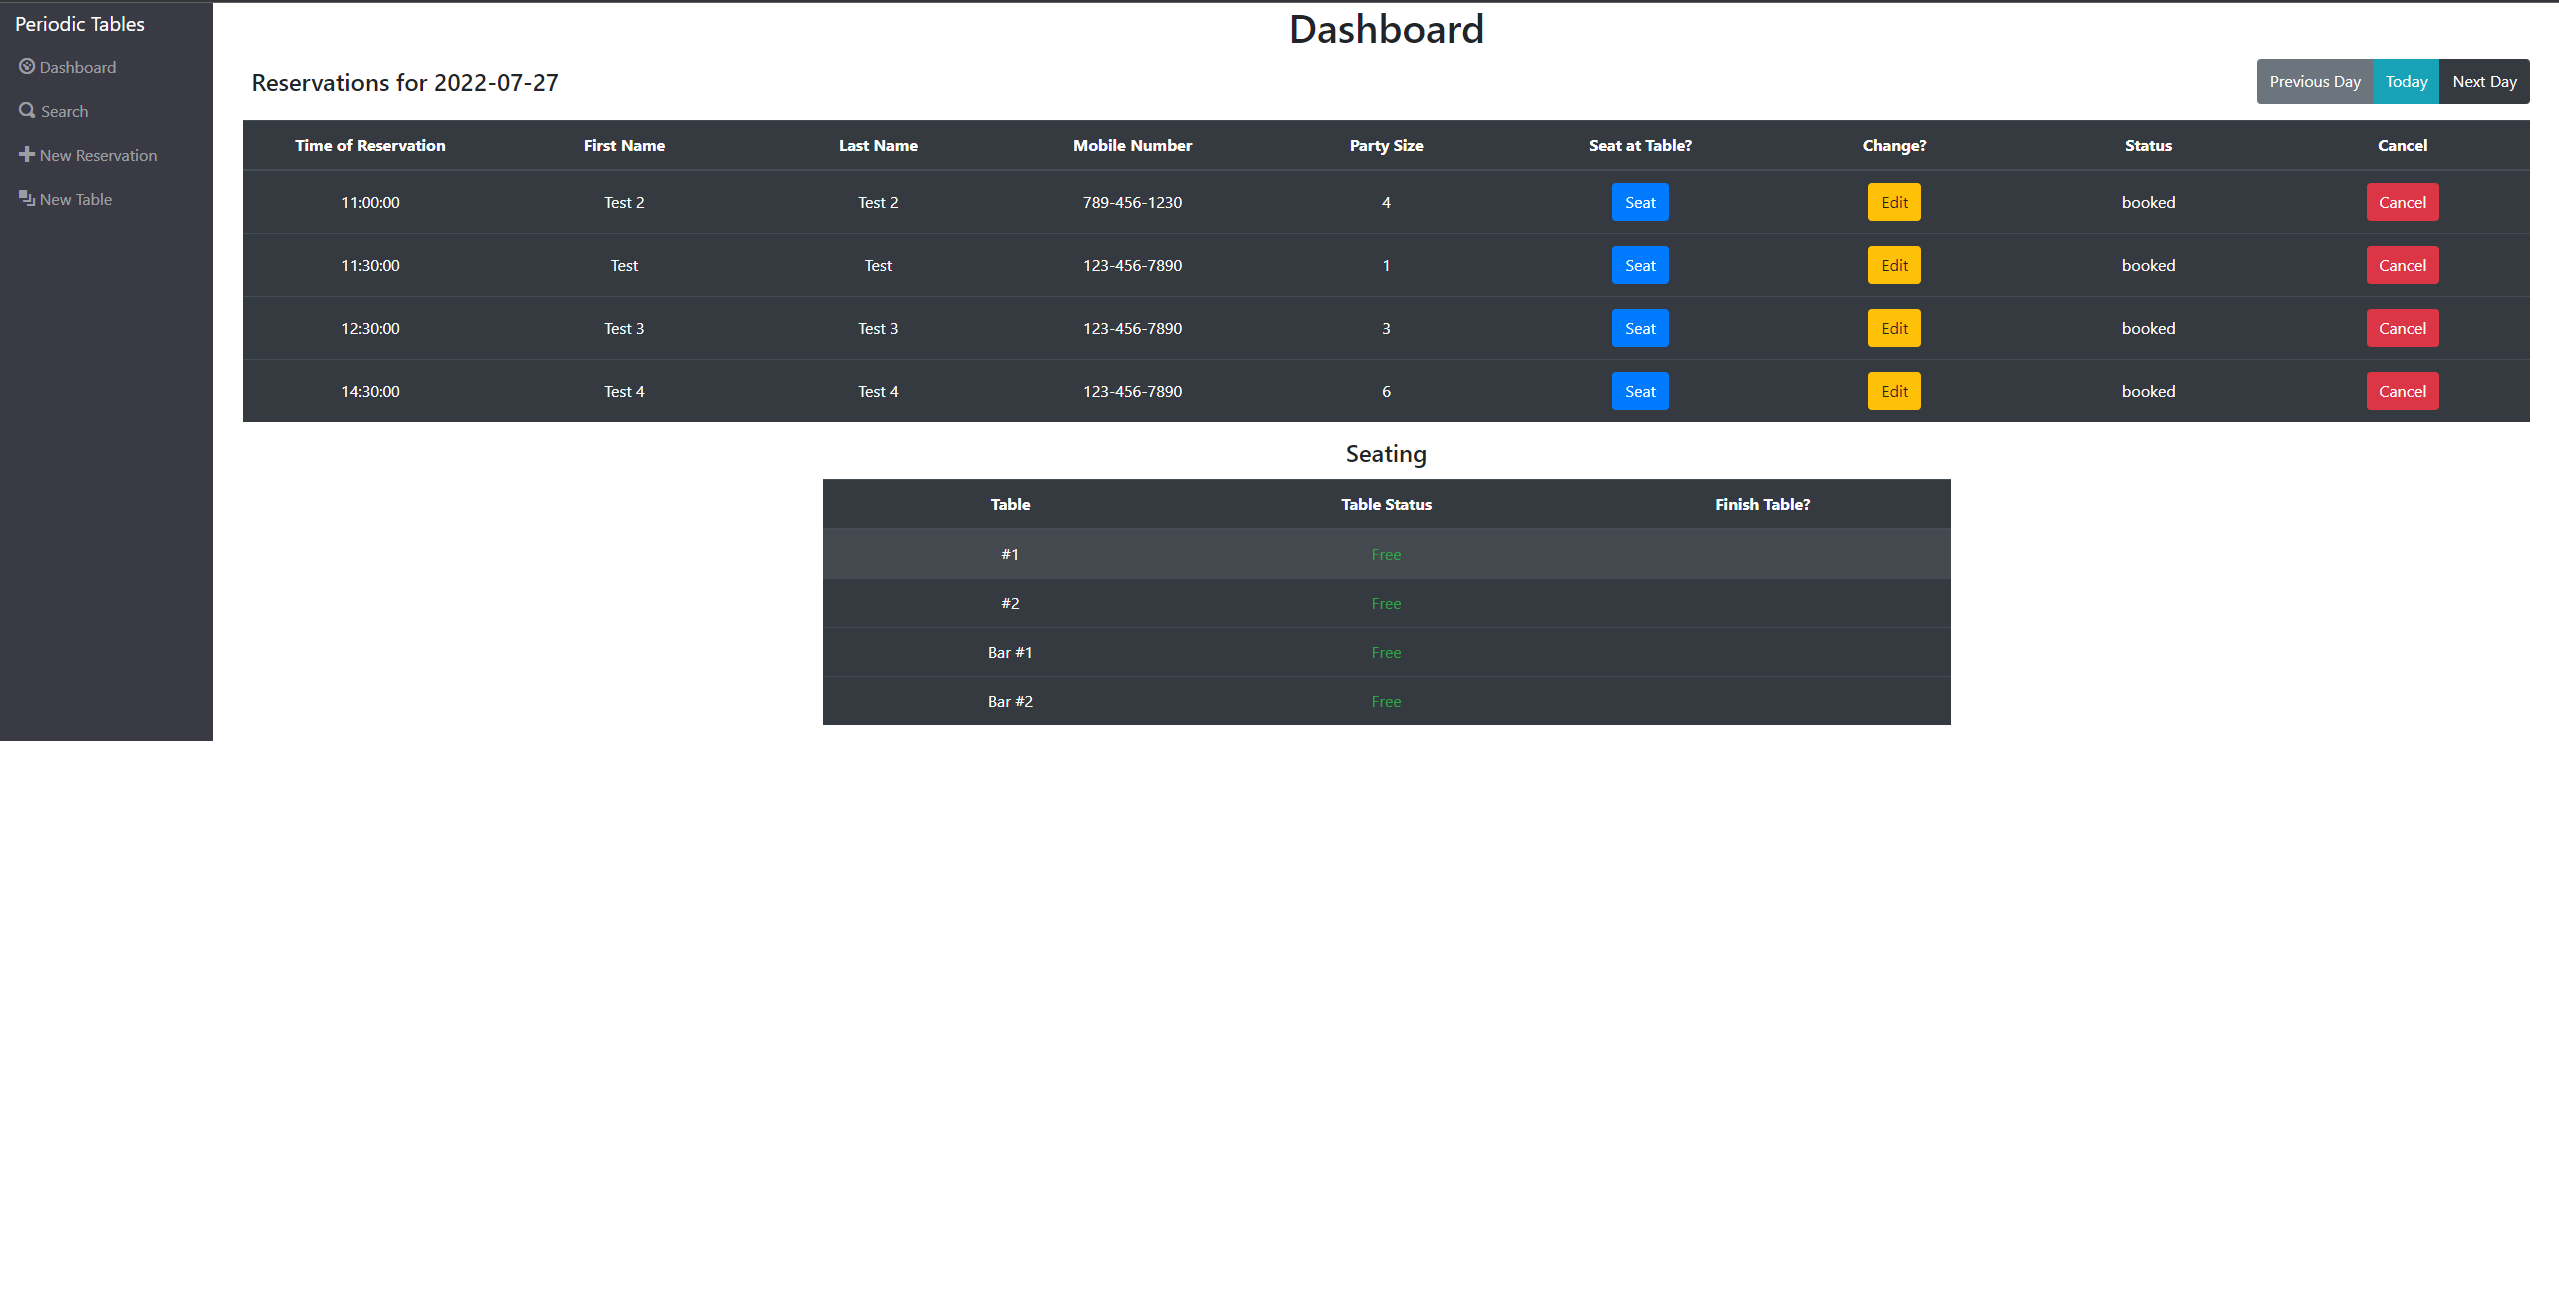 Periodic Tables
Dashboard
Search
New Reservation
New Table
Dashboard
Reservations for 2022-07-27
Previous Day Today Next Day
Time of Reservation First Name Last Name Mobile Number Party Size Seat at Table? Change? Status Cancel
11:00:00 Test 2 Test 2 789-456-1230 4 Seat Edit booked Cancel
11:30:00 Test Test 123-456-7890 1 Seat Edit booked Cancel
12:30:00 Test 3 Test 3 123-456-7890 3 Seat Edit booked Cancel
14:30:00 Test 4 Test 4 123-456-7890 6 Seat Edit booked Cancel
Seating
Table Table Status Finish Table?
#1 Free
#2 Free
Bar #1 Free
Bar #2 Free